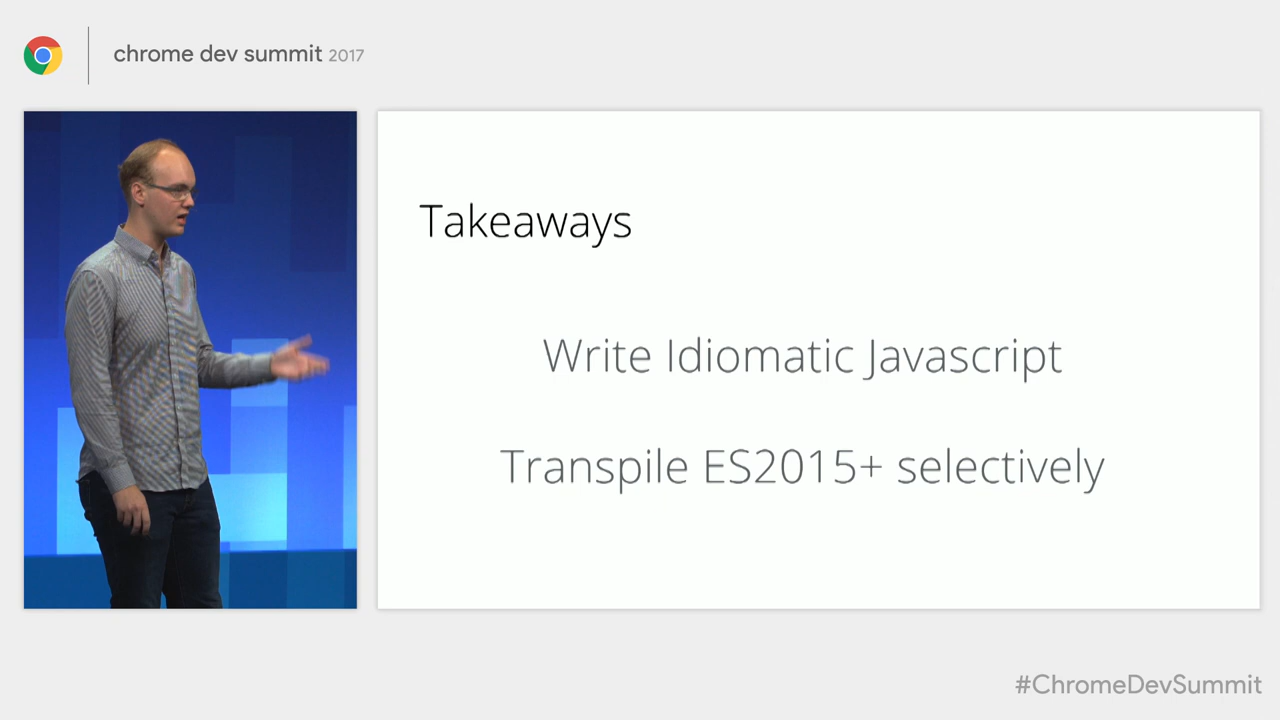 chrome dev summit 2017
Takeaways
Write Idiomatic Javascript
Transpile ES2015+ selectively
#ChromeDevSummit